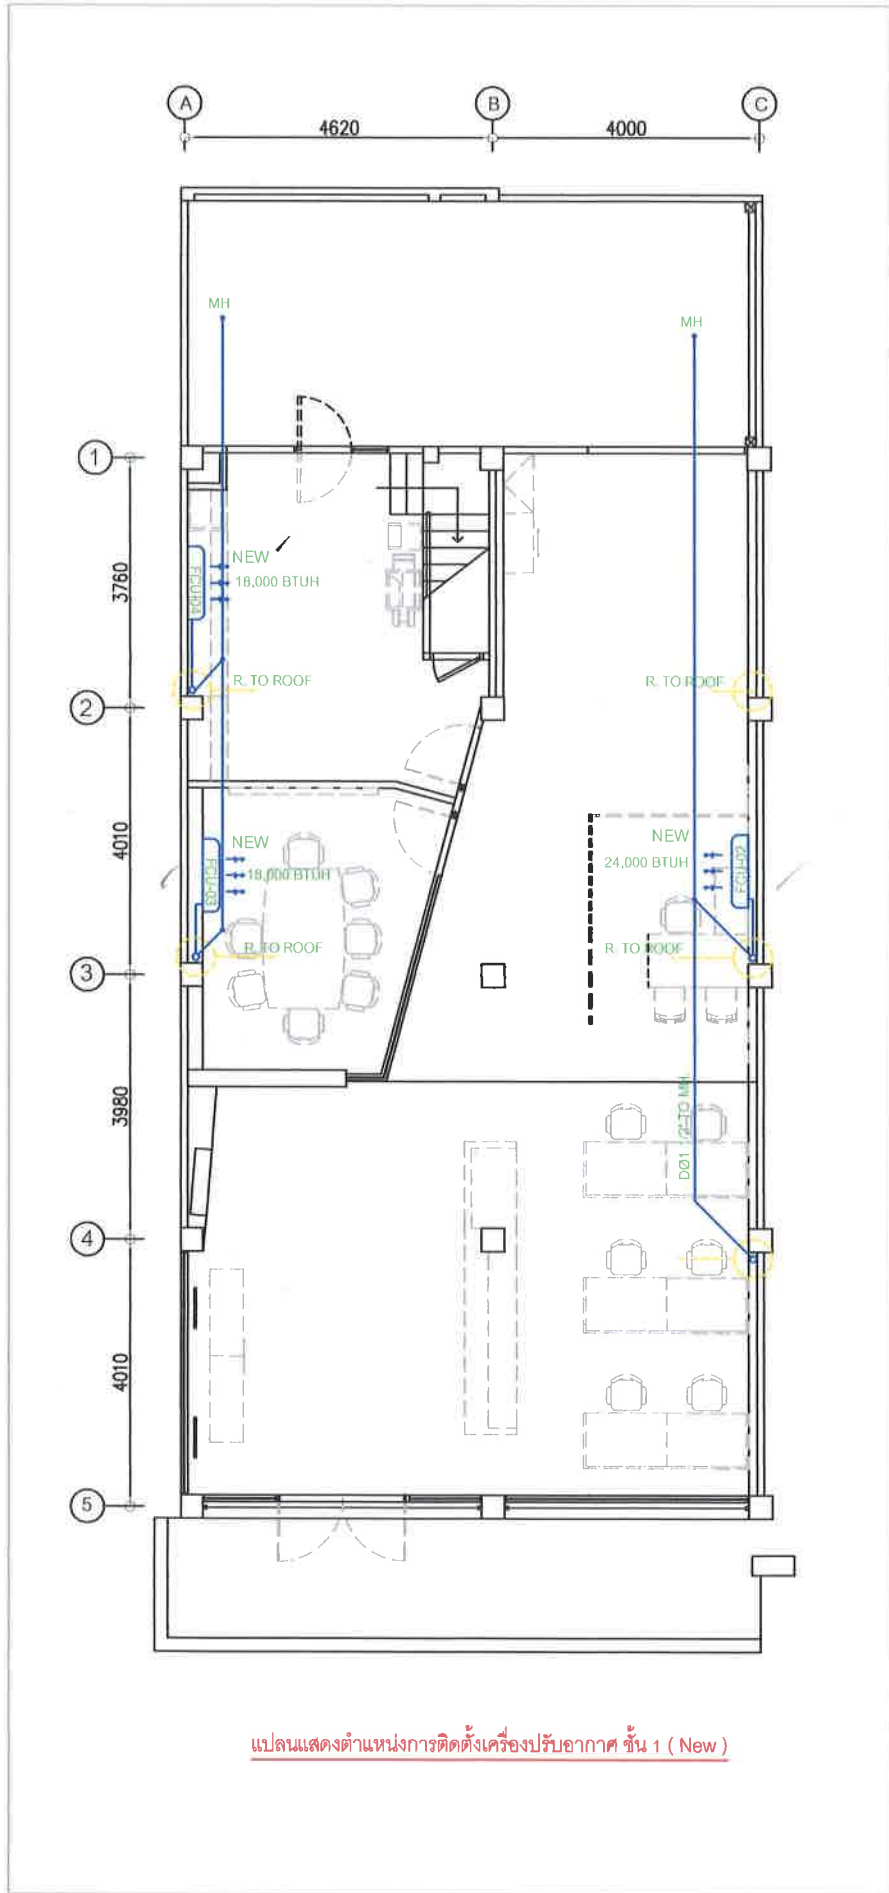 A
B
C
4620
4000
MH
MH
1
3760
FCU-04
NEW
18,000 BTUH
R. TO ROOF
R. TO ROOF
2
4010
NEW
18,000 BTUH
FCU-03
NEW
24,000 BTUH
FCU-02
R. TO ROOF
R. TO ROOF
3
3980
DØ1 1/2" TO MH.
4
4010
5
แปลนแสดงตำแหน่งการติดตั้งเครื่องปรับอากาศ ชั้น 1 ( New )